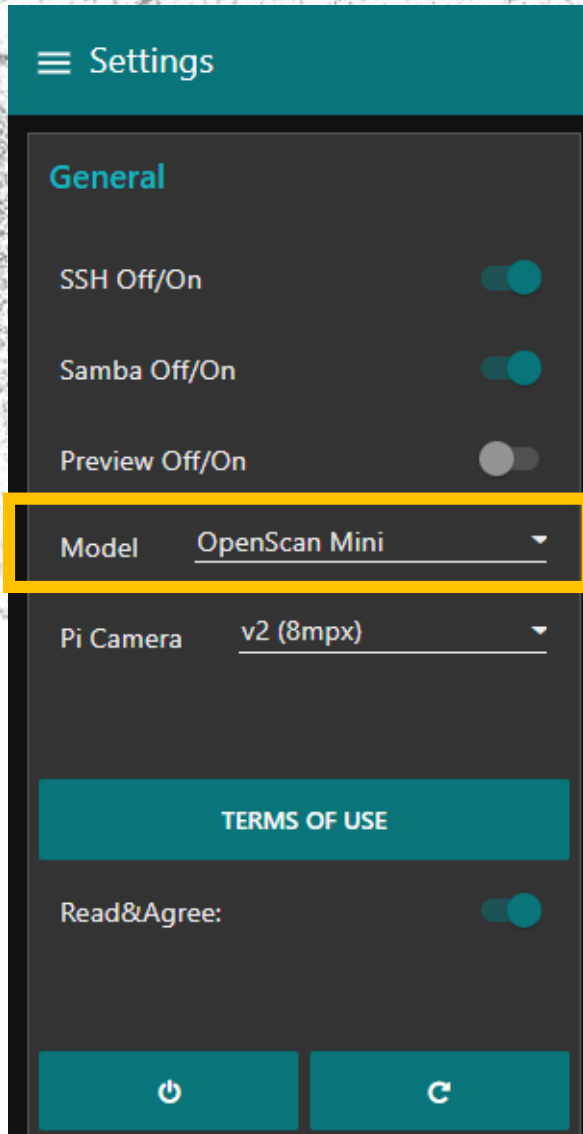 Settings
General
SSH Off/On
Samba Off/On
Preview Off/On
Model OpenScan Mini
Pi Camera v2 (8mpx)
TERMS OF USE
Read&Agree: